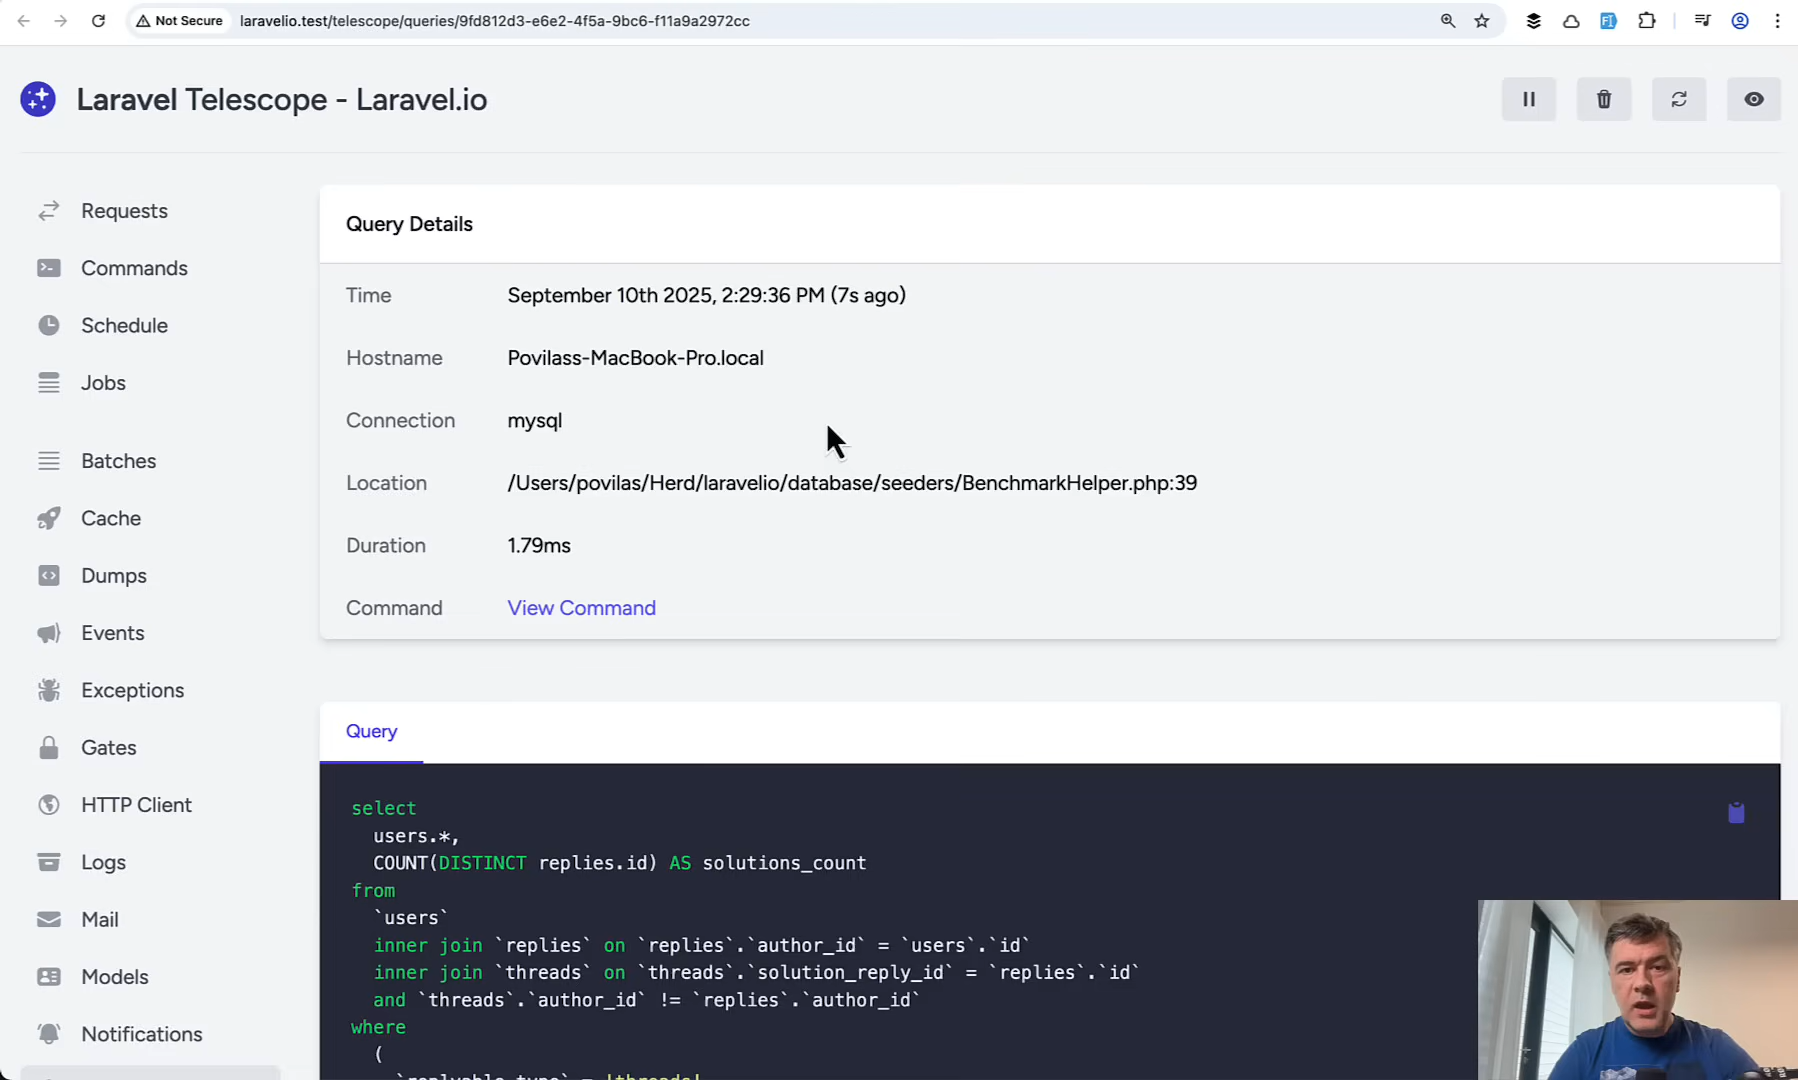 Not Secure
laravelio.test/telescope/queries/9fd812d3-e6e2-4f5a-9bc6-f11a9a2972cc
Laravel Telescope - Laravel.io
Requests
Commands
Schedule
Jobs
Batches
Cache
Dumps
Events
Exceptions
Gates
HTTP Client
Logs
Mail
Models
Notifications
Query Details
Time September 10th 2025, 2:29:36 PM (7s ago)
Hostname Povilass-MacBook-Pro.local
Connection mysql
Location /Users/povilas/Herd/laravelio/database/seeders/BenchmarkHelper.php:39
Duration 1.79ms
Command View Command
Query
select
users.*,
COUNT(DISTINCT replies.id) AS solutions_count
from
`users`
inner join `replies` on `replies`.`author_id` = `users`.`id`
inner join `threads` on `threads`.`solution_reply_id` = `replies`.`id`
and `threads`.`author_id` != `replies`.`author_id`
where
(
`replyable_type` = 'threads'